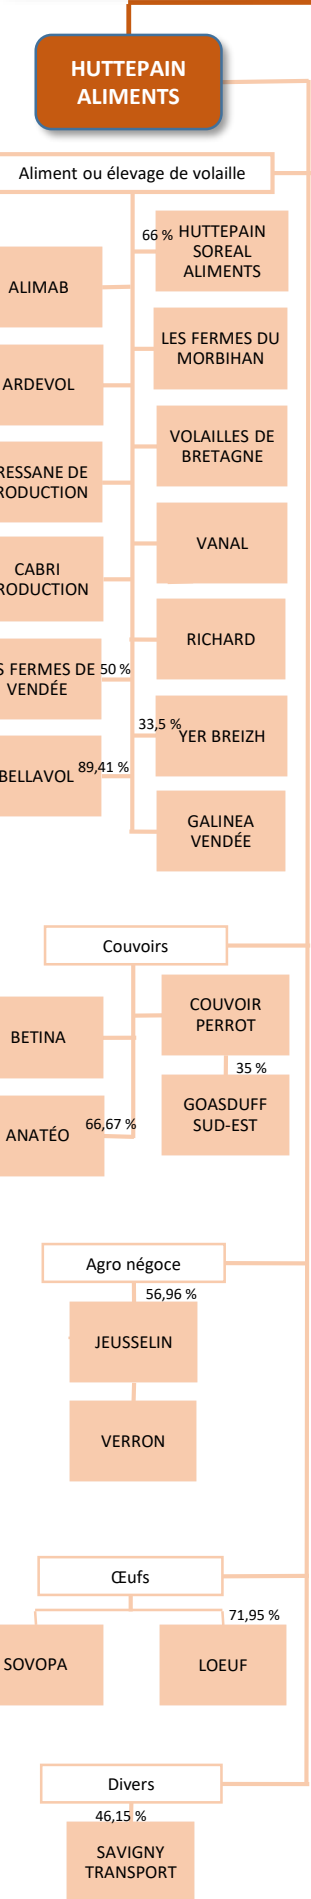 HUTTEPAIN
ALIMENTS
Aliment ou élevage de volaille
66 %
HUTTEPAIN
SOREAL
ALIMENTS
ALIMAB
LES FERMES DU
MORBIHAN
ARDEVOL
VOLAILLES DE
BRETAGNE
RESSANE DE
RODUCTION
VANAL
CABRI
RODUCTION
RICHARD
S FERMES DE
VENDÉE
50 %
33,5 %
YER BREIZH
BELLAVOL
89,41 %
GALINEA
VENDÉE
Couvoirs
COUVOIR
PERROT
BETINA
35 %
GOASDUFF
SUD-EST
ANATÉO
66,67 %
Agro négoce
56,96 %
JEUSSELIN
VERRON
Œufs
71,95 %
SOVOPA
LOEUF
Divers
46,15 %
SAVIGNY
TRANSPORT